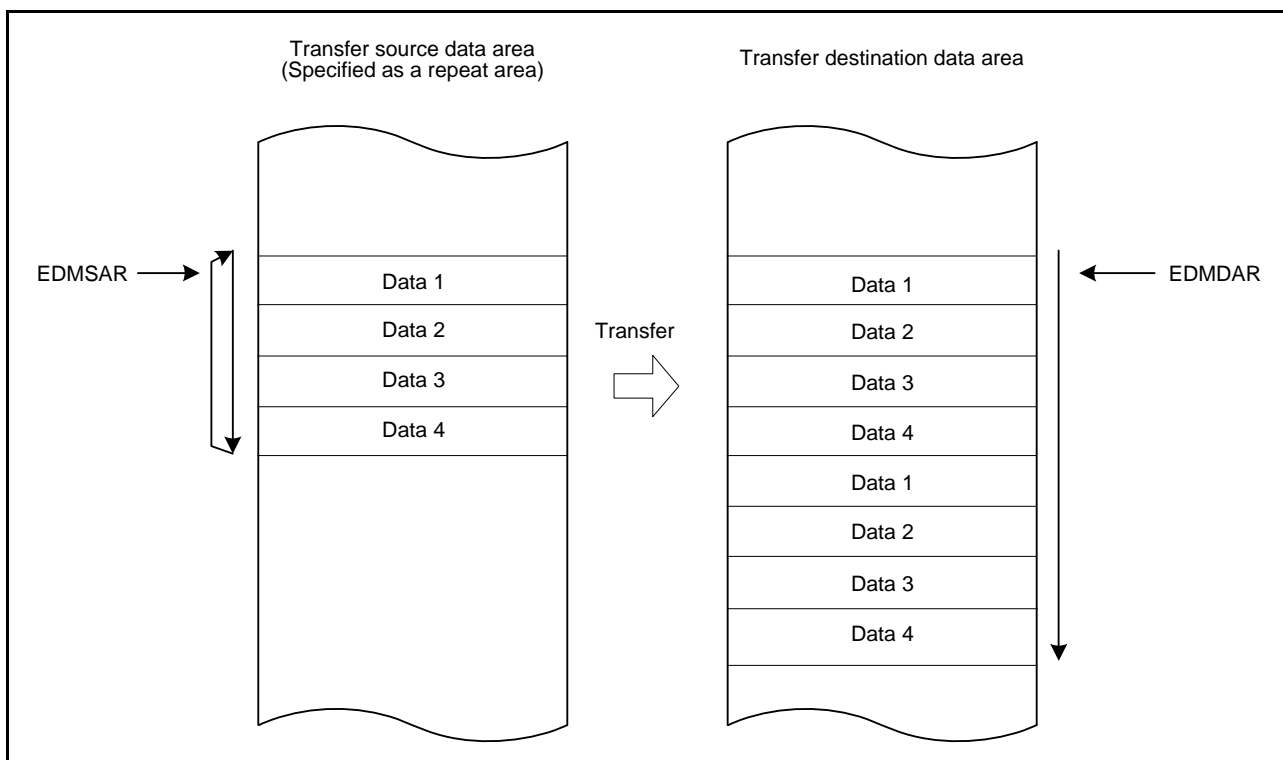 Transfer source data area
(Specified as a repeat area)
Transfer destination data area
EDMSAR
Data 1
Data 2
Data 3
Data 4
Transfer
Data 1
Data 2
Data 3
Data 4
Data 1
Data 2
Data 3
Data 4
EDMDAR